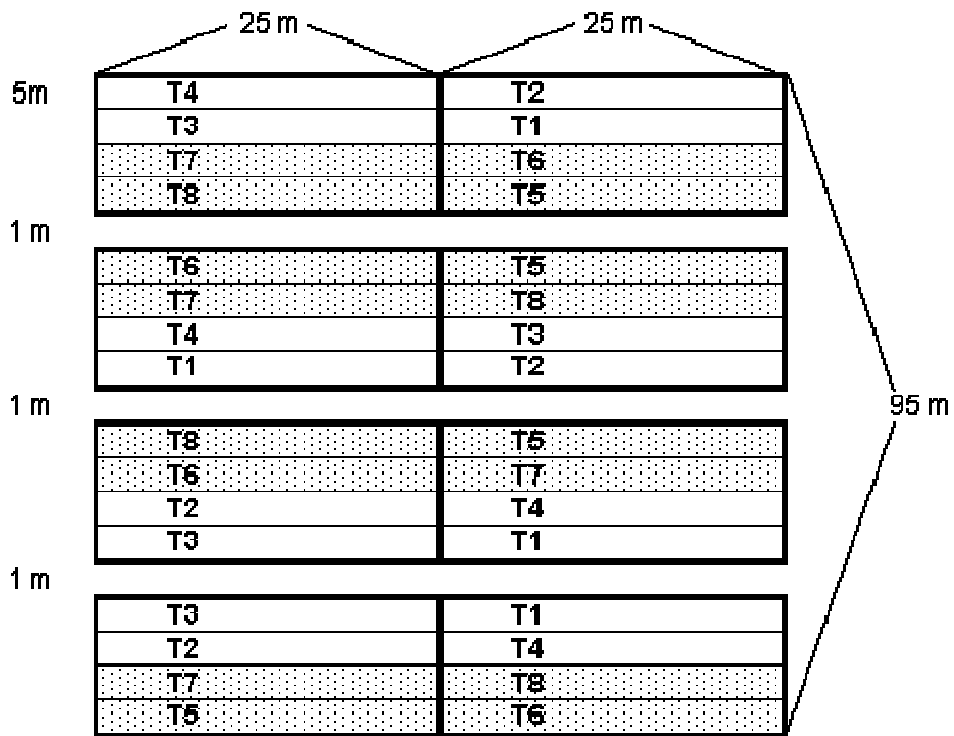 25 m 25 m
5m T4 T2
T3 T1
T7 T6
T8 T5
1 m
T6 T5
T7 T8
T4 T3
T1 T2
1 m 95 m
T8 T5
T6 T7
T2 T4
T3 T1
1 m
T3 T1
T2 T4
T7 T8
T5 T6